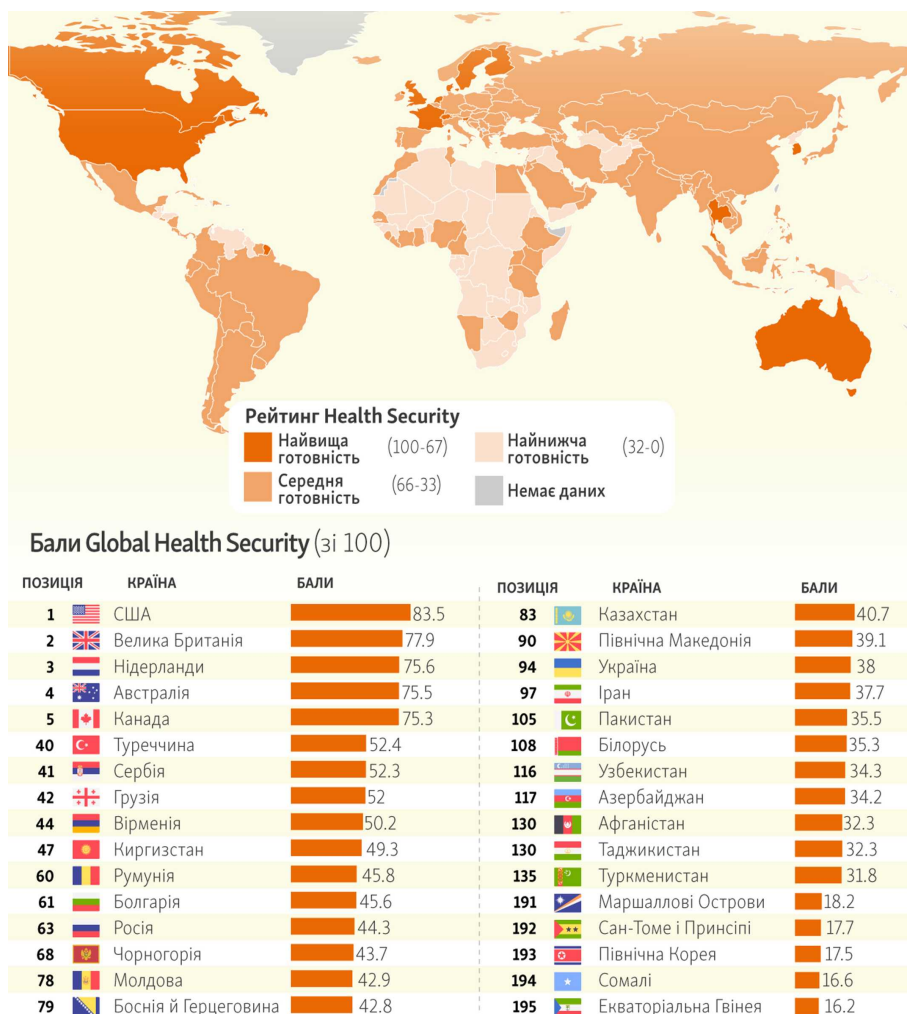 Рейтинг Health Security
Найвища готовність (100-67)
Середня готовність (66-33)
Найнижча готовність (32-0)
Немає даних
Бали Global Health Security (зі 100)
ПОЗИЦІЯ КРАЇНА БАЛИ
1 США 83.5
2 Велика Британія 77.9
3 Нідерланди 75.6
4 Австралія 75.5
5 Канада 75.3
40 Туреччина 52.4
41 Сербія 52.3
42 Грузія 52
44 Вірменія 50.2
47 Киргизстан 49.3
60 Румунія 45.8
61 Болгарія 45.6
63 Росія 44.3
68 Чорногорія 43.7
78 Молдова 42.9
79 Боснія й Герцеговина 42.8
ПОЗИЦІЯ КРАЇНА БАЛИ
83 Казахстан 40.7
90 Північна Македонія 39.1
94 Україна 38
97 Іран 37.7
105 Пакистан 35.5
108 Білорусь 35.3
116 Узбекистан 34.3
117 Азербайджан 34.2
130 Афганістан 32.3
130 Таджикистан 32.3
135 Туркменистан 31.8
191 Маршаллові Острови 18.2
192 Сан-Томе і Принсіпі 17.7
193 Північна Корея 17.5
194 Сомалі 16.6
195 Екваторіальна Гвінея 16.2